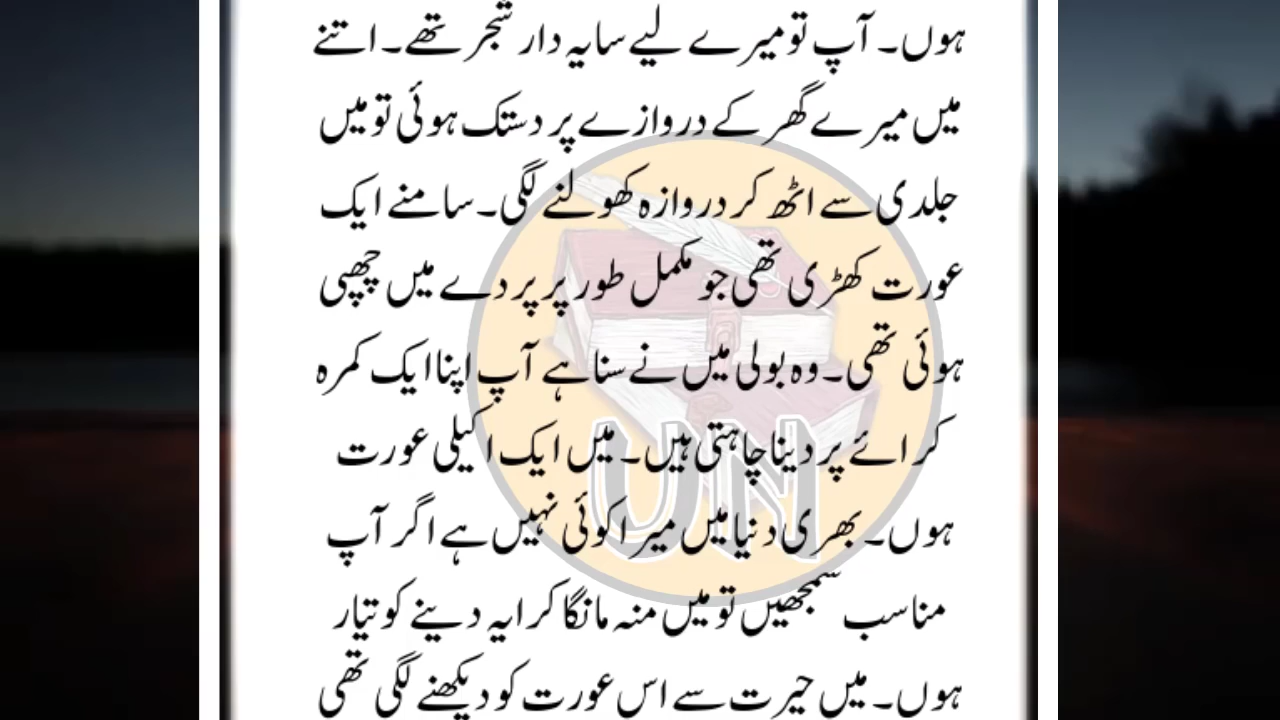 ہوں۔ آپ تو میرے لیے سایہ دار شجر تھے۔ اتنے
میں میرے گھر کے دروازے پر دستک ہوئی تو میں
جلدی سے اٹھ کر دروازہ کھولنے لگی۔ سامنے ایک
عورت کھڑی تھی جو مکمل طور پر پردے میں چھپی
ہوئی تھی۔ وہ بولی میں نے سنا ہے آپ اپنا ایک کمرہ
کرائے پر دینا چاہتی ہیں۔ میں ایک اکیلی عورت
ہوں۔ بھری دنیا میں میرا کوئی نہیں ہے اگر آپ
مناسب سمجھیں تو میں منہ مانگا کرایہ دینے کو تیار
ہوں۔ میں حیرت سے اس عورت کو دیکھنے لگی تھی
UN